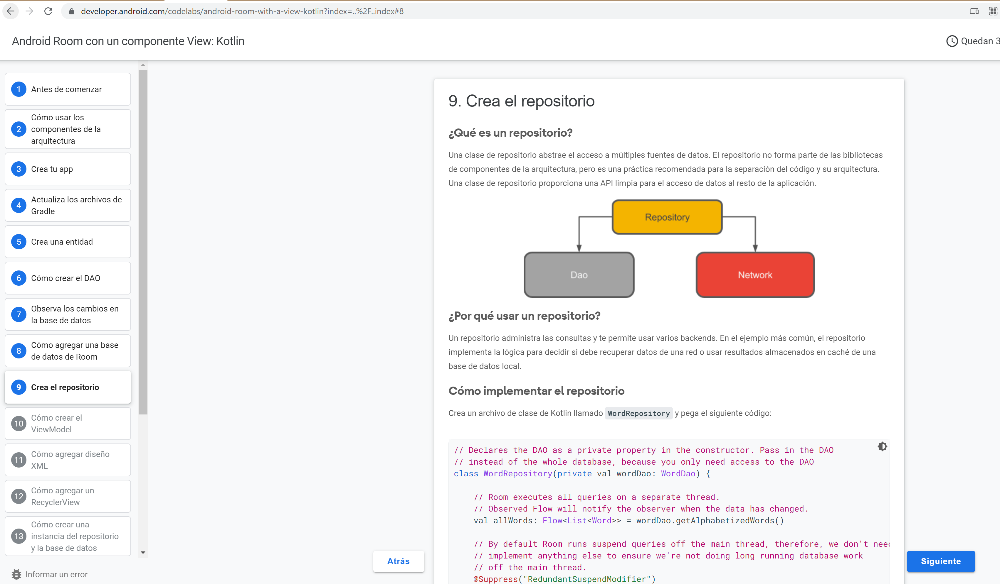 developer.android.com/codelabs/android-room-with-a-view-kotlin?index=..%2F..index#8
Android Room con un componente View: Kotlin
Quedan 3
1 Antes de comenzar
2 Cómo usar los
componentes de la
arquitectura
3 Crea tu app
4 Actualiza los archivos de
Gradle
5 Crea una entidad
6 Cómo crear el DAO
7 Observa los cambios en
la base de datos
8 Cómo agregar una base
de datos de Room
9 Crea el repositorio
10 Cómo crear el
ViewModel
11 Cómo agregar diseño
XML
12 Cómo agregar un
RecyclerView
13 Cómo crear una
instancia del repositorio
y la base de datos
Informar un error
9. Crea el repositorio
¿Qué es un repositorio?
Una clase de repositorio abstrae el acceso a múltiples fuentes de datos. El repositorio no forma parte de las bibliotecas
de componentes de la arquitectura, pero es una práctica recomendada para la separación del código y su arquitectura.
Una clase de repositorio proporciona una API limpia para el acceso de datos al resto de la aplicación.
Repository
Dao
Network
¿Por qué usar un repositorio?
Un repositorio administra las consultas y te permite usar varios backends. En el ejemplo más común, el repositorio
implementa la lógica para decidir si debe recuperar datos de una red o usar resultados almacenados en caché de una
base de datos local.
Cómo implementar el repositorio
Crea un archivo de clase de Kotlin llamado WordRepository y pega el siguiente código:
// Declares the DAO as a private property in the constructor. Pass in the DAO
// instead of the whole database, because you only need access to the DAO
class WordRepository(private val wordDao: WordDao) {
// Room executes all queries on a separate thread.
// Observed Flow will notify the observer when the data has changed.
val allWords: Flow<List<Word>> = wordDao.getAlphabetizedWords()
// By default Room runs suspend queries off the main thread, therefore, we don't need
// implement anything else to ensure we're not doing long running database work
// off the main thread.
@Suppress("RedundantSuspendModifier")
Atrás
Siguiente